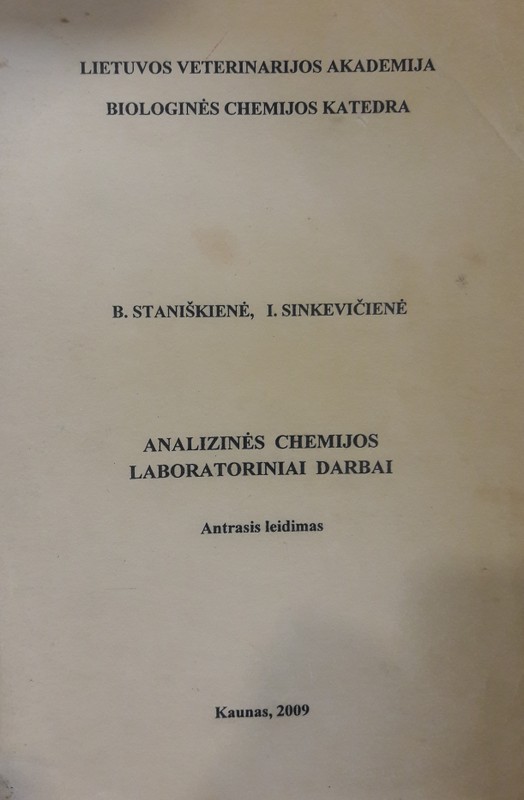 LIETUVOS VETERINARIJOS AKADEMIJA
BIOLOGINĖS CHEMIJOS KATEDRA
B. STANIŠKIENĖ, I. SINKEVIČIENĖ
ANALIZINĖS CHEMIJOS
LABORATORINIAI DARBAI
Antrasis leidimas
Kaunas, 2009